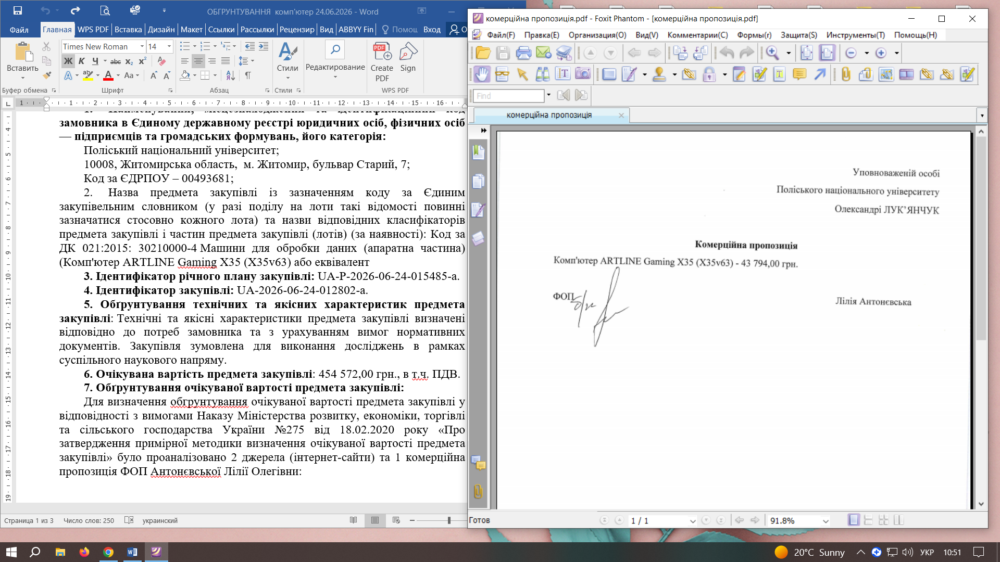 ОБГРУНТУВАННЯ  комп'ютер 24.06.2026 - Word
Файл
Главная
WPS PDF
Вставка
Дизайн
Макет
Ссылки
Рассылки
Рецензир
Вид
ABBYY Fin
Помощ
Вход
О
Times New Roman
14
Вставить
Ж К Ч abc x₂ x²
Стили
Редактирование
Create PDF
Sign
Буфер обмена
Шрифт
Абзац
Стили
WPS PDF
замовника в Єдиному державному реєстрі юридичних осіб, фізичних осіб
— підприємців та громадських формувань, його категорія:
Поліський національний університет;
10008, Житомирська область,  м. Житомир, бульвар Старий, 7;
Код за ЄДРПОУ – 00493681;
2. Назва предмета закупівлі із зазначенням коду за Єдиним
закупівельним словником (у разі поділу на лоти такі відомості повинні
зазначатися стосовно кожного лота) та назви відповідних класифікаторів
предмета закупівлі і частин предмета закупівлі (лотів) (за наявності): Код за
ДК 021:2015: 30210000-4 Машини для обробки даних (апаратна частина)
(Комп'ютер ARTLINE Gaming X35 (X35v63) або еквівалент
3. Ідентифікатор річного плану закупівлі: UA-P-2026-06-24-015485-a.
4. Ідентифікатор закупівлі: UA-2026-06-24-012802-a.
5. Обґрунтування технічних та якісних характеристик предмета
закупівлі: Технічні та якісні характеристики предмета закупівлі визначені
відповідно до потреб замовника та з урахуванням вимог нормативних
документів. Закупівля зумовлена для виконання досліджень в рамках
суспільного наукового напряму.
6. Очікувана вартість предмета закупівлі: 454 572,00 грн., в т.ч. ПДВ.
7. Обґрунтування очікуваної вартості предмета закупівлі:
Для визначення обгрунтування очікуваної вартості предмета закупівлі у
відповідності з вимогами Наказу Міністерства розвитку, економіки, торгівлі
та сільського господарства України №275 від 18.02.2020 року «Про
затвердження примірної методики визначення очікуваної вартості предмета
закупівлі» було проаналізовано 2 джерела (інтернет-сайти) та 1 комерційна
пропозиція ФОП Антонєвської Лілії Олегівни:
Страница 1 из 3
Число слов: 250
украинский
комерційна пропозиція.pdf - Foxit Phantom - [комерційна пропозиція.pdf]
Файл(F)
Правка(E)
Организация(O)
Вид(V)
Комментарии(C)
Формы(r)
Защита(S)
Инструменты(T)
Помощь(H)
Find
комерційна пропозиція
Уповноваженій особі
Поліського національного університету
Олександрі ЛУК’ЯНЧУК
Комерційна пропозиція
Комп'ютер ARTLINE Gaming X35 (X35v63) - 43 794,00 грн.
ФОП
Лілія Антонєвська
Готов
1 / 1
91.8%
20°C  Sunny
УКР
10:51